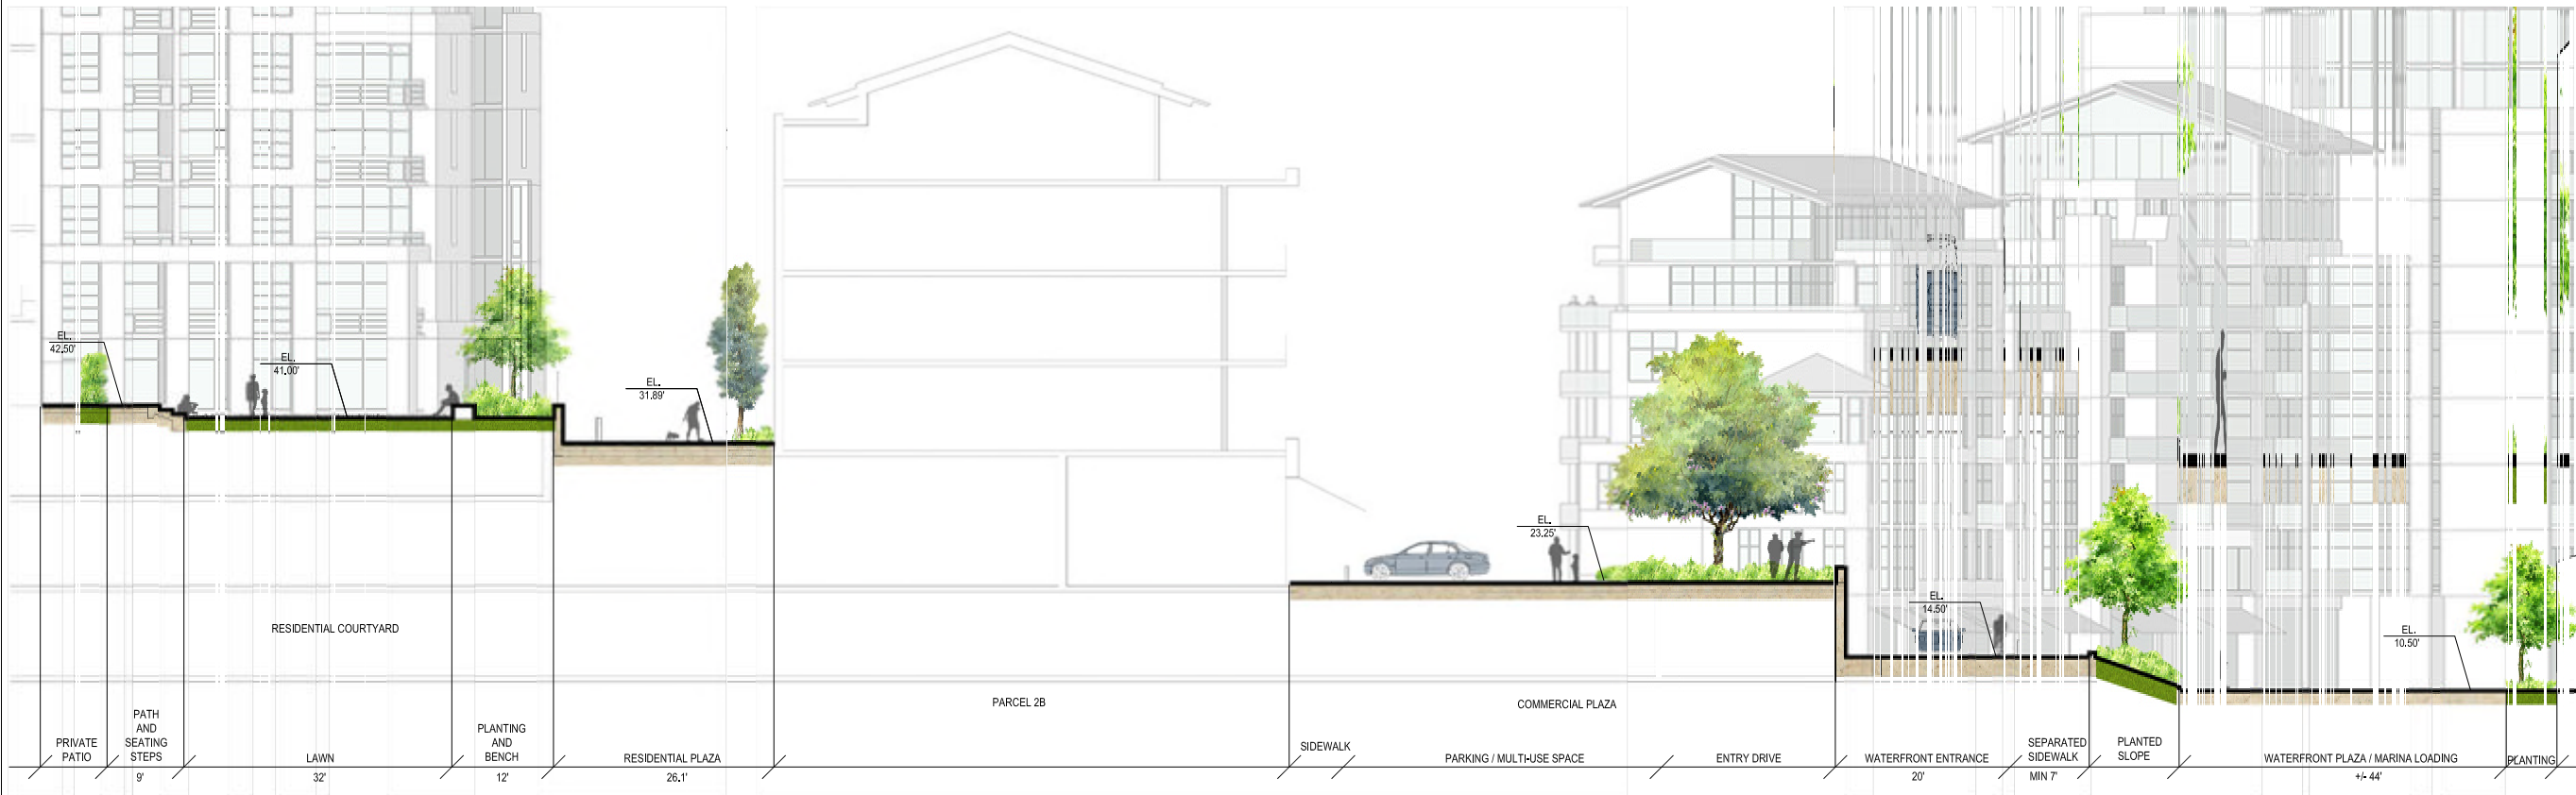 EL.
42.50'
EL.
41.00'
EL.
31.89'
EL.
23.25'
EL.
14.50'
EL.
10.50'
RESIDENTIAL COURTYARD
PARCEL 2B
COMMERCIAL PLAZA
PRIVATE
PATIO
PATH
AND
SEATING
STEPS
9'
LAWN
32'
PLANTING
AND
BENCH
12'
RESIDENTIAL PLAZA
26.1'
SIDEWALK
PARKING / MULTI-USE SPACE
ENTRY DRIVE
WATERFRONT ENTRANCE
20'
SEPARATED
SIDEWALK
MIN 7'
PLANTED
SLOPE
WATERFRONT PLAZA / MARINA LOADING
+/- 44'
PLANTING